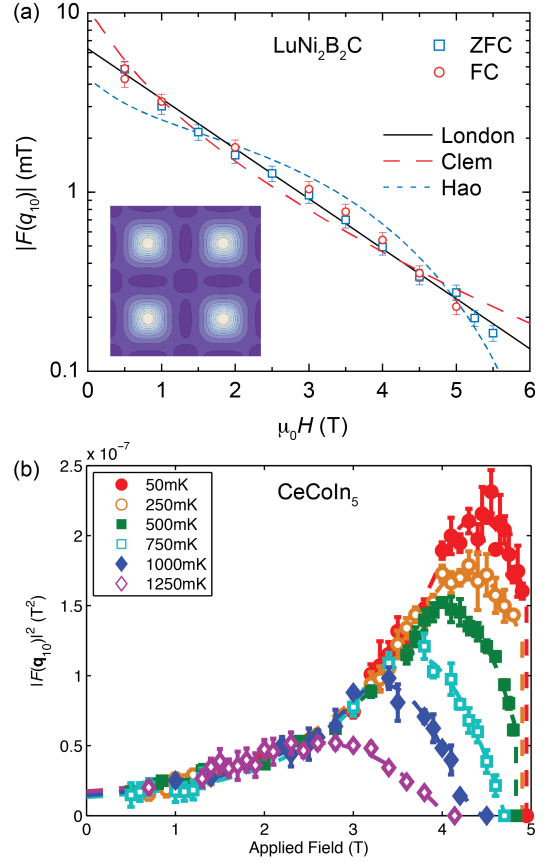 (a)
LuNi₂B₂C
ZFC
FC
London
Clem
Hao
|F(q₁₀)| (mT)
10
1
0.1
0 1 2 3 4 5 6
μ₀H (T)
(b)
x 10⁻⁷
2.5
2
1.5
1
0.5
0
50mK
250mK
500mK
750mK
1000mK
1250mK
CeCoIn₅
|F(q₁₀)|² (T²)
0 1 2 3 4 5
Applied Field (T)